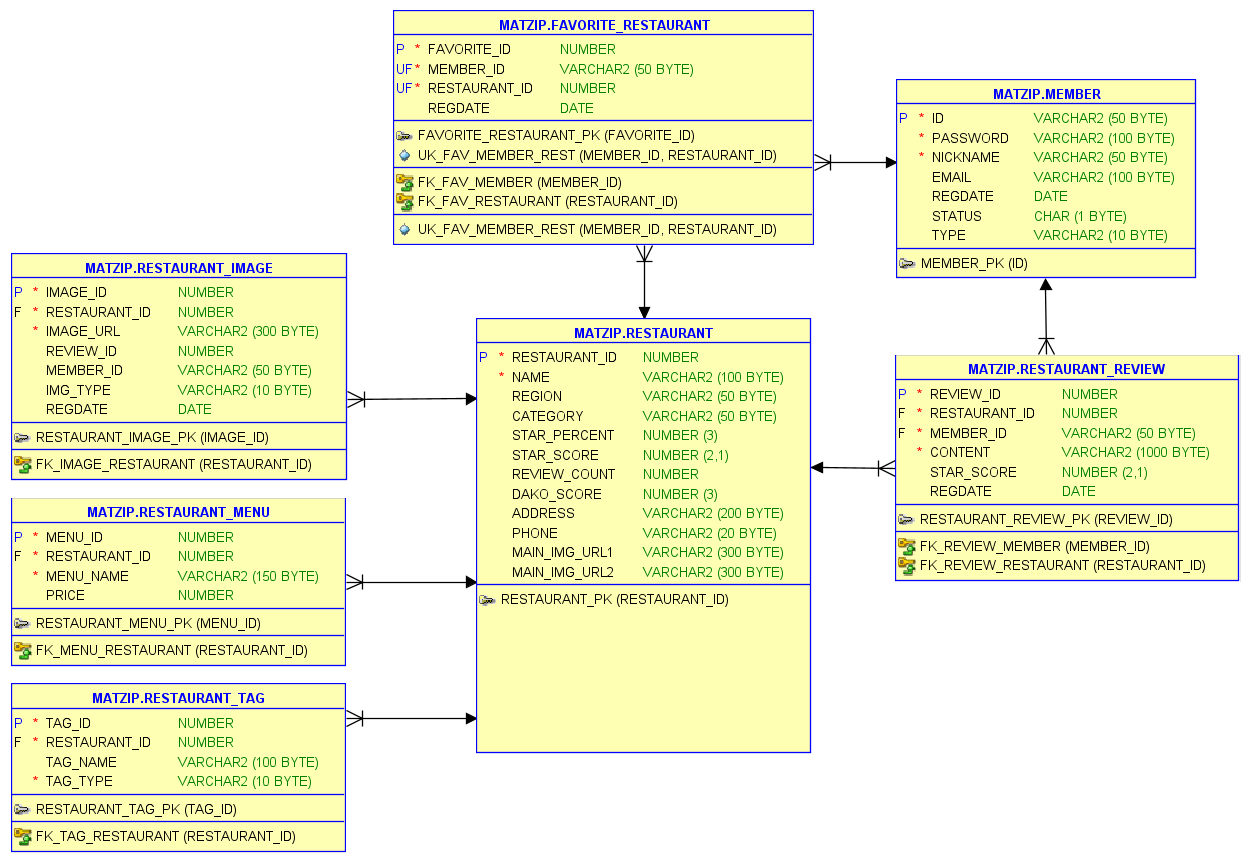 MATZIP.FAVORITE_RESTAURANT
P * FAVORITE_ID NUMBER
UF * MEMBER_ID VARCHAR2 (50 BYTE)
UF * RESTAURANT_ID NUMBER
REGDATE DATE
FAVORITE_RESTAURANT_PK (FAVORITE_ID)
UK_FAV_MEMBER_REST (MEMBER_ID, RESTAURANT_ID)
FK_FAV_MEMBER (MEMBER_ID)
FK_FAV_RESTAURANT (RESTAURANT_ID)
UK_FAV_MEMBER_REST (MEMBER_ID, RESTAURANT_ID)
MATZIP.MEMBER
P * ID VARCHAR2 (50 BYTE)
* PASSWORD VARCHAR2 (100 BYTE)
* NICKNAME VARCHAR2 (50 BYTE)
EMAIL VARCHAR2 (100 BYTE)
REGDATE DATE
STATUS CHAR (1 BYTE)
TYPE VARCHAR2 (10 BYTE)
MEMBER_PK (ID)
MATZIP.RESTAURANT_IMAGE
P * IMAGE_ID NUMBER
F * RESTAURANT_ID NUMBER
* IMAGE_URL VARCHAR2 (300 BYTE)
REVIEW_ID NUMBER
MEMBER_ID VARCHAR2 (50 BYTE)
IMG_TYPE VARCHAR2 (10 BYTE)
REGDATE DATE
RESTAURANT_IMAGE_PK (IMAGE_ID)
FK_IMAGE_RESTAURANT (RESTAURANT_ID)
MATZIP.RESTAURANT
P * RESTAURANT_ID NUMBER
* NAME VARCHAR2 (100 BYTE)
REGION VARCHAR2 (50 BYTE)
CATEGORY VARCHAR2 (50 BYTE)
STAR_PERCENT NUMBER (3)
STAR_SCORE NUMBER (2,1)
REVIEW_COUNT NUMBER
DAKO_SCORE NUMBER (3)
ADDRESS VARCHAR2 (200 BYTE)
PHONE VARCHAR2 (20 BYTE)
MAIN_IMG_URL1 VARCHAR2 (300 BYTE)
MAIN_IMG_URL2 VARCHAR2 (300 BYTE)
RESTAURANT_PK (RESTAURANT_ID)
MATZIP.RESTAURANT_REVIEW
P * REVIEW_ID NUMBER
F * RESTAURANT_ID NUMBER
F * MEMBER_ID VARCHAR2 (50 BYTE)
* CONTENT VARCHAR2 (1000 BYTE)
STAR_SCORE NUMBER (2,1)
REGDATE DATE
RESTAURANT_REVIEW_PK (REVIEW_ID)
FK_REVIEW_MEMBER (MEMBER_ID)
FK_REVIEW_RESTAURANT (RESTAURANT_ID)
MATZIP.RESTAURANT_MENU
P * MENU_ID NUMBER
F * RESTAURANT_ID NUMBER
* MENU_NAME VARCHAR2 (150 BYTE)
PRICE NUMBER
RESTAURANT_MENU_PK (MENU_ID)
FK_MENU_RESTAURANT (RESTAURANT_ID)
MATZIP.RESTAURANT_TAG
P * TAG_ID NUMBER
F * RESTAURANT_ID NUMBER
TAG_NAME VARCHAR2 (100 BYTE)
* TAG_TYPE VARCHAR2 (10 BYTE)
RESTAURANT_TAG_PK (TAG_ID)
FK_TAG_RESTAURANT (RESTAURANT_ID)